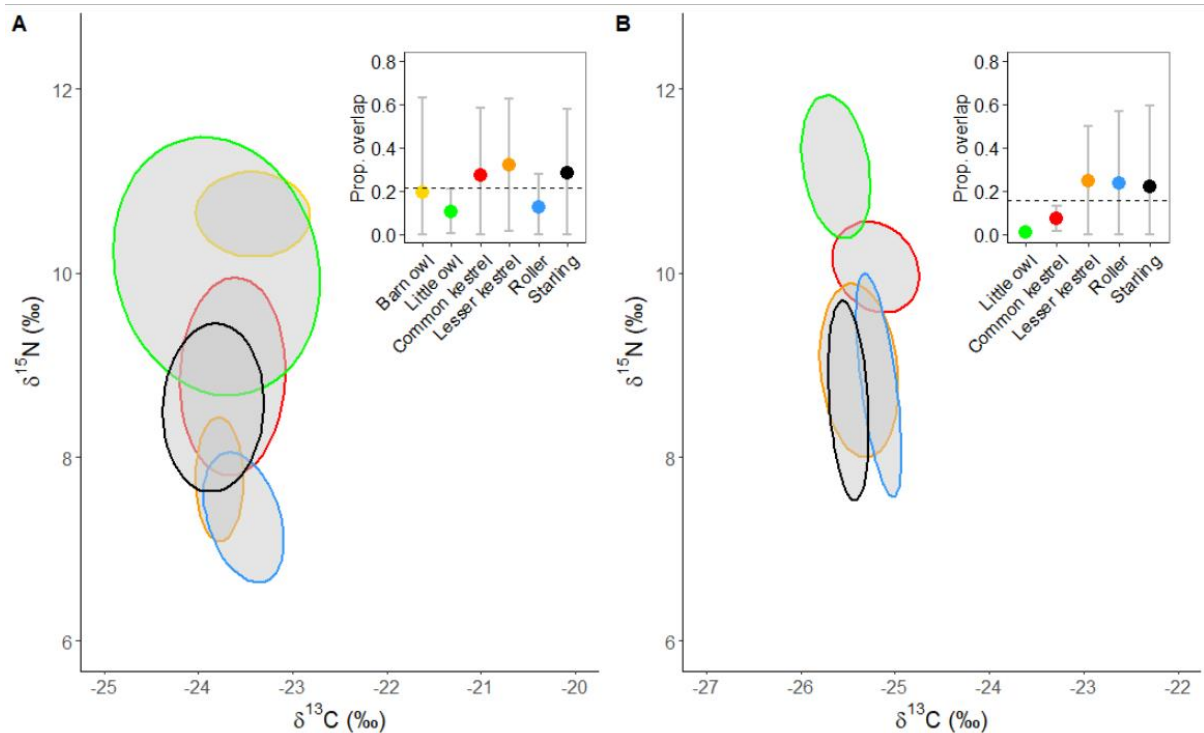 A
12
10
8
6
δ15N (‰)
-25
-24
-23
-22
-21
-20
δ13C (‰)
0.8
0.6
0.4
0.2
0.0
Prop. overlap
Barn owl
Little owl
Common kestrel
Lesser kestrel
Roller
Starling
B
12
10
8
6
δ15N (‰)
-27
-26
-25
-24
-23
-22
δ13C (‰)
0.8
0.6
0.4
0.2
0.0
Prop. overlap
Little owl
Common kestrel
Lesser kestrel
Roller
Starling